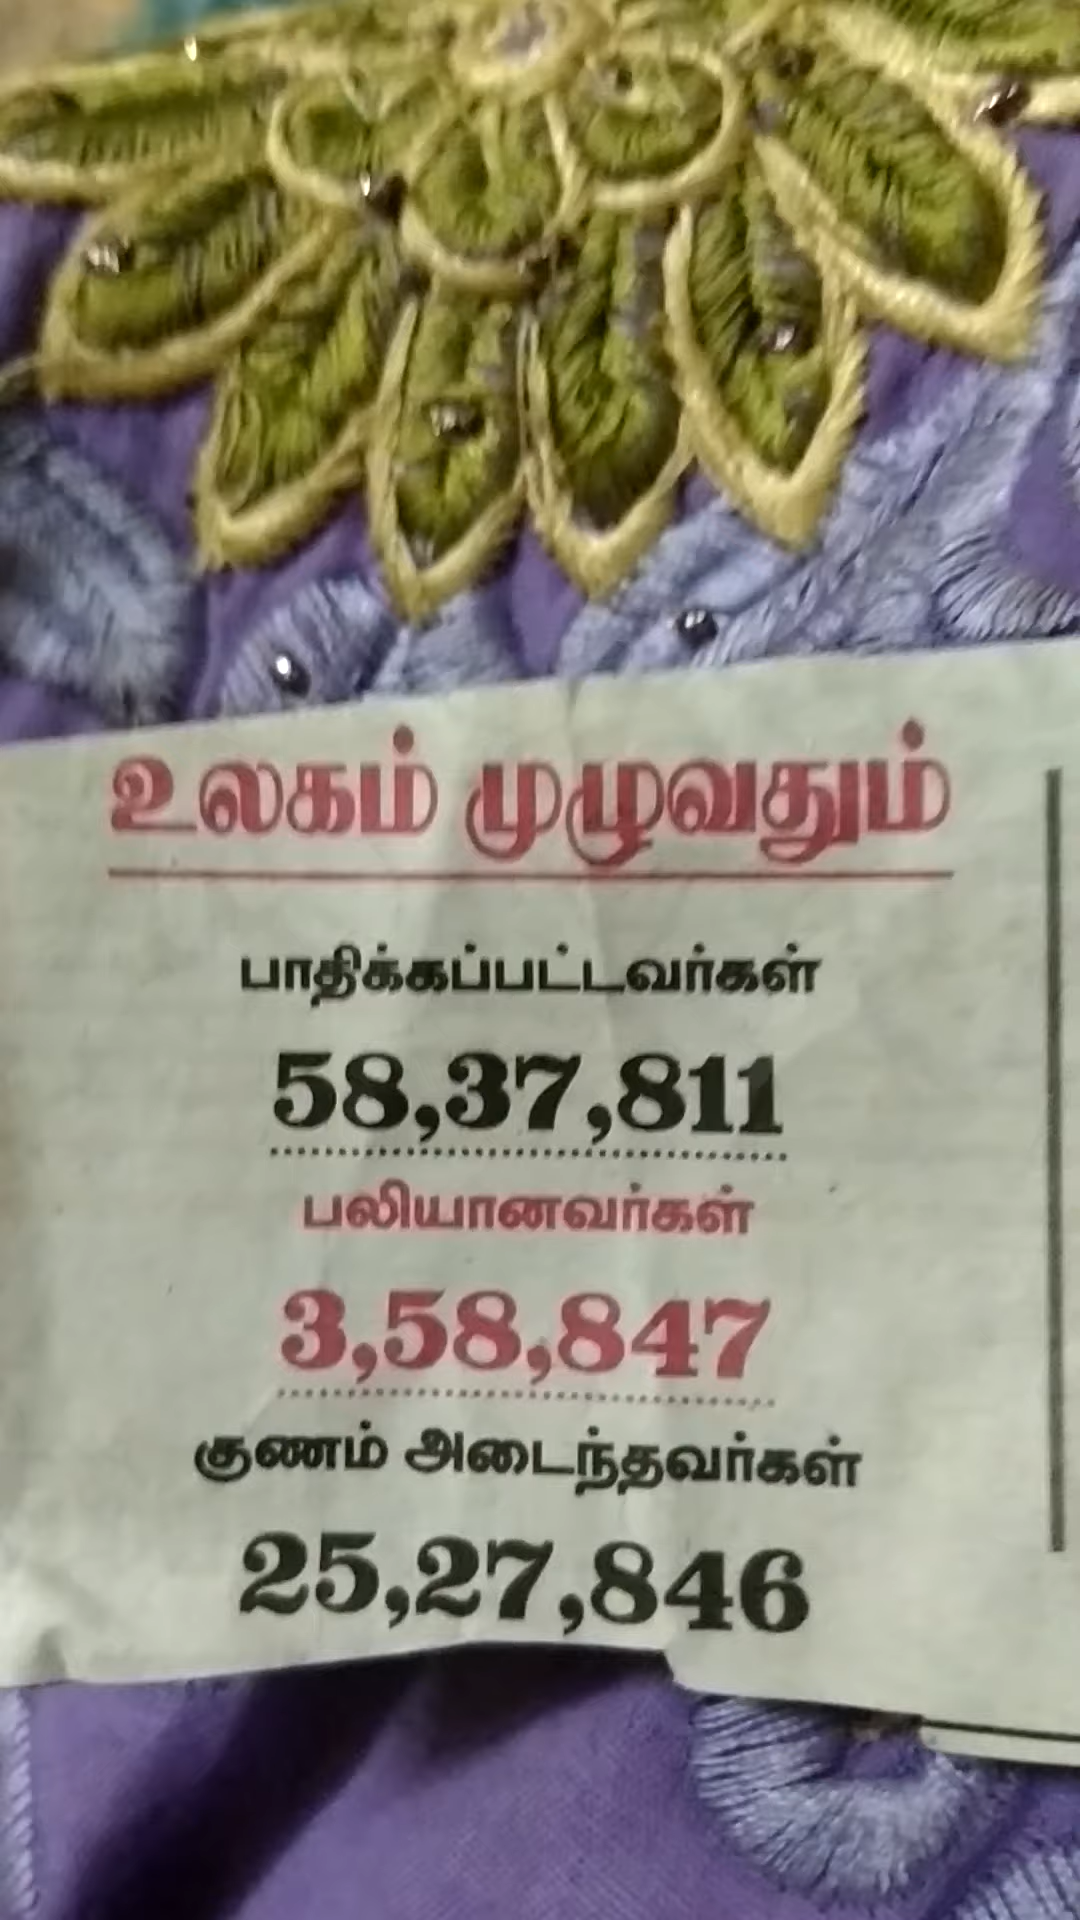 உலகம் முழுவதும்
பாதிக்கப்பட்டவர்கள்
58,37,811
பலியானவர்கள்
3,58,847
குணம் அடைந்தவர்கள்
25,27,846